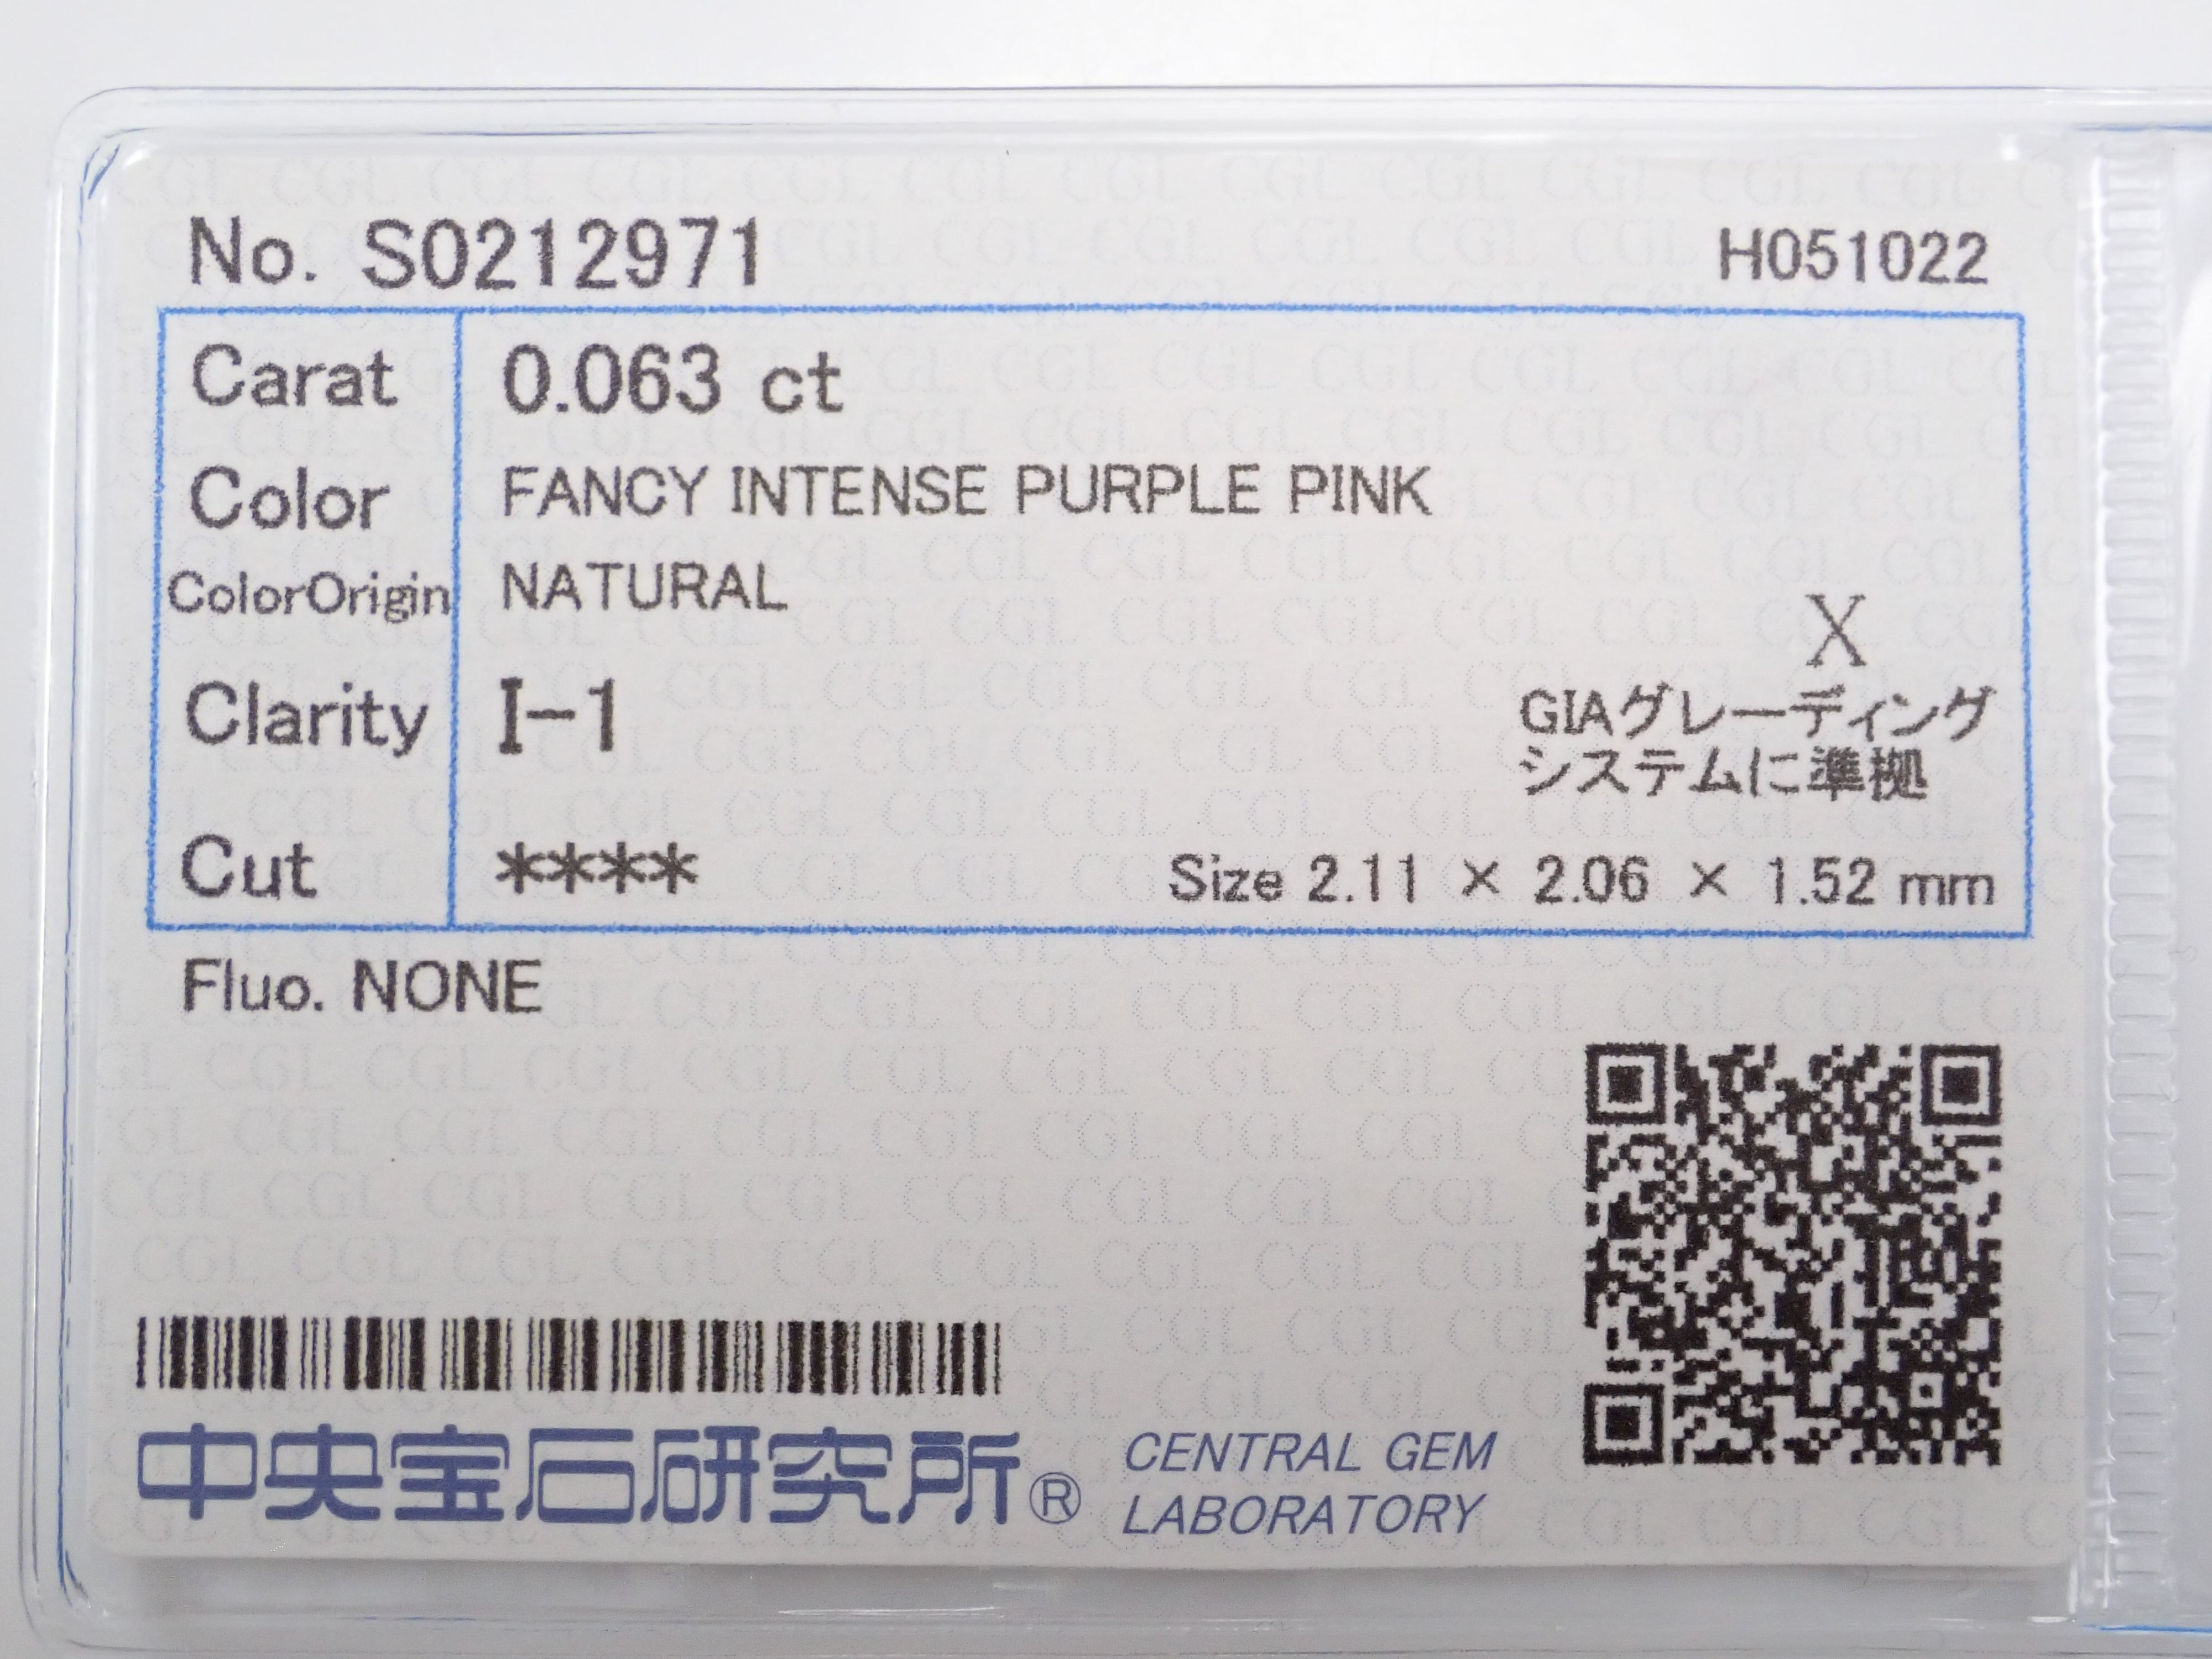 No. S0212971 H051022
Carat 0.063 ct
Color FANCY INTENSE PURPLE PINK
ColorOrigin NATURAL
X
Clarity I-1
GIAグレーディング
システムに準拠
Cut **** Size 2.11 × 2.06 × 1.52 mm
Fluo. NONE
中央宝石研究所® CENTRAL GEM
LABORATORY